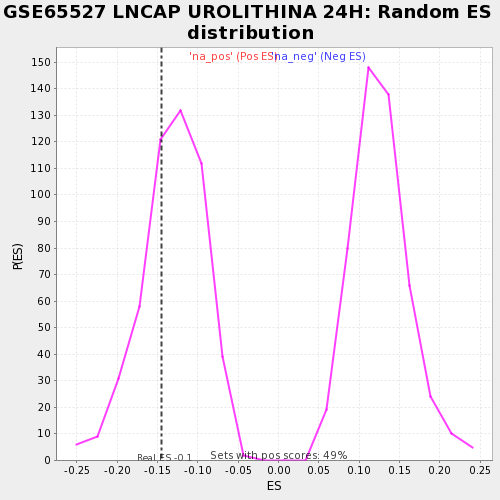 GSE65527 LNCAP UROLITHINA 24H: Random ES
distribution
'na_pos' (Pos ES) 'na_neg' (Neg ES)
150
140
130
120
110
100
90
80
70
60
50
40
30
20
10
0
P(ES)
Real ES -0.1
Sets with pos scores: 49%
-0.25 -0.20 -0.15 -0.10 -0.05 0.00 0.05 0.10 0.15 0.20 0.25
ES